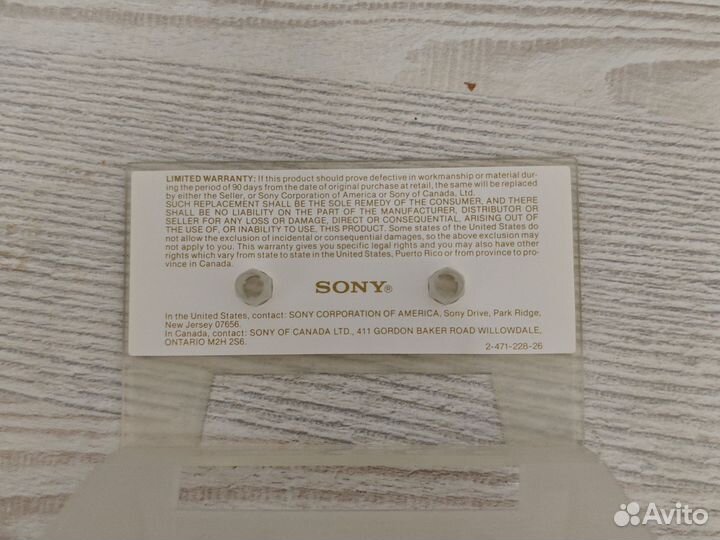 LIMITED WARRANTY: If this product should prove defective in workmanship or material dur-
ing the period of 90 days from the date of original purchase at retail, the same will be replaced
by either the Seller, or Sony Corporation of America or Sony of Canada, Ltd.
SUCH REPLACEMENT SHALL BE THE SOLE REMEDY OF THE CONSUMER, AND THERE
SHALL BE NO LIABILITY ON THE PART OF THE MANUFACTURER, DISTRIBUTOR OR
SELLER FOR ANY LOSS OR DAMAGE, DIRECT OR CONSEQUENTIAL, ARISING OUT OF
THE USE OF, OR INABILITY TO USE, THIS PRODUCT. Some states of the United States do
not allow the exclusion of incidental or consequential damages, so the above exclusion may
not apply to you. This warranty gives you specific legal rights and you may also have other
rights which vary from state to state in the United States, Puerto Rico or from province to pro-
vince in Canada.
SONY®
In the United States, contact: SONY CORPORATION OF AMERICA, Sony Drive, Park Ridge,
New Jersey 07656.
In Canada, contact: SONY OF CANADA LTD., 411 GORDON BAKER ROAD WILLOWDALE,
ONTARIO M2H 2S6.
2-471-228-26
Avito